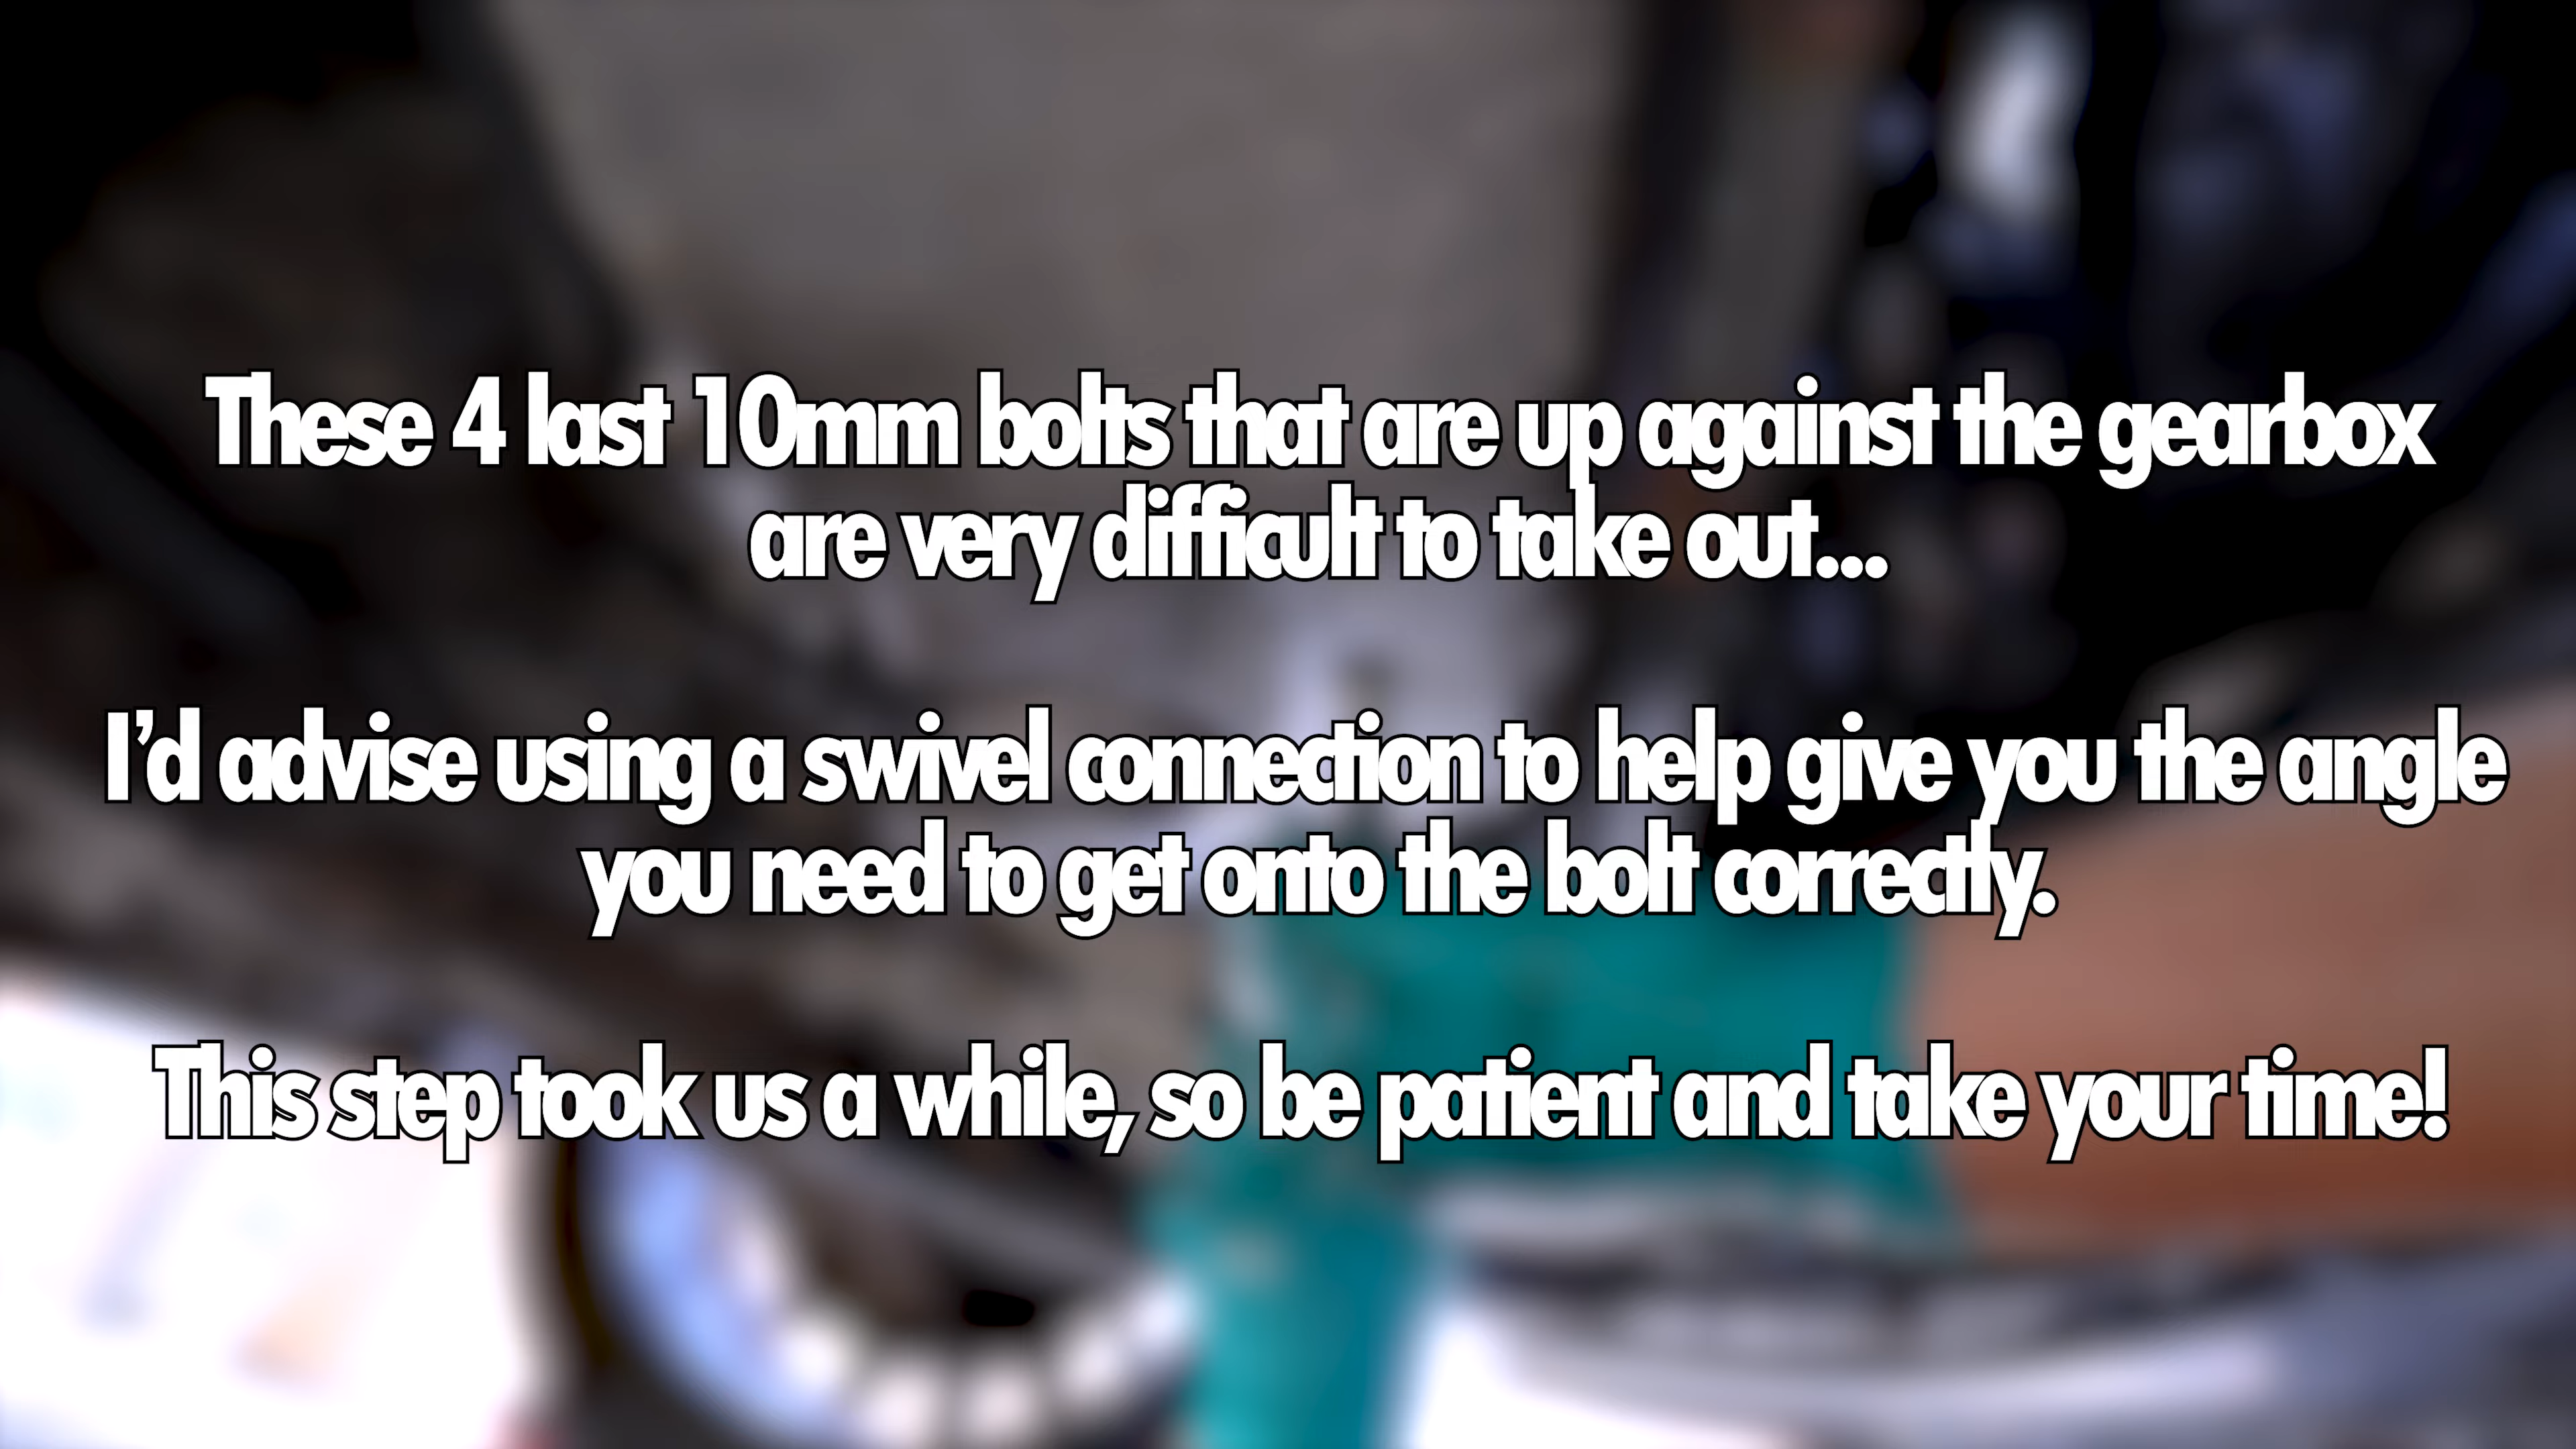 These 4 last 10mm bolts that are up against the gearbox
are very difficult to take out...
I'd advise using a swivel connection to help give you the angle
you need to get onto the bolt correctly.
This step took us a while, so be patient and take your time!